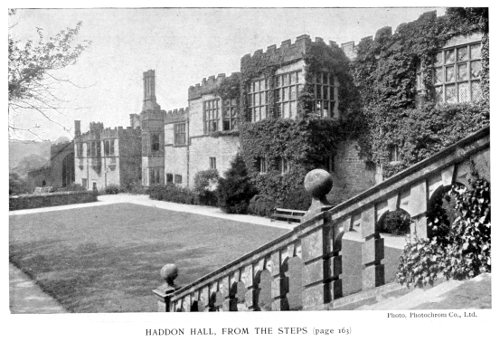 Photo, Photochrom Co., Ltd.
HADDON HALL, FROM THE STEPS (page 163)